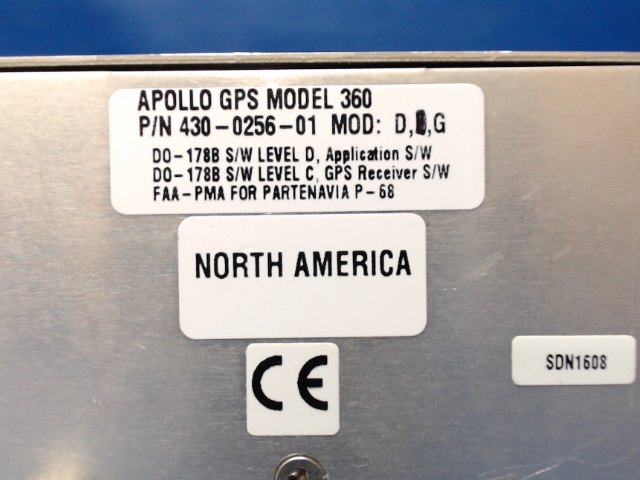 APOLLO GPS MODEL 360
P/N 430-0256-01 MOD: D, ,G
DO-178B S/W LEVEL D, Application S/W
DO-178B S/W LEVEL C, GPS Receiver S/W
FAA-PMA FOR PARTENAVIA P-68
NORTH AMERICA
CE
SDN1608